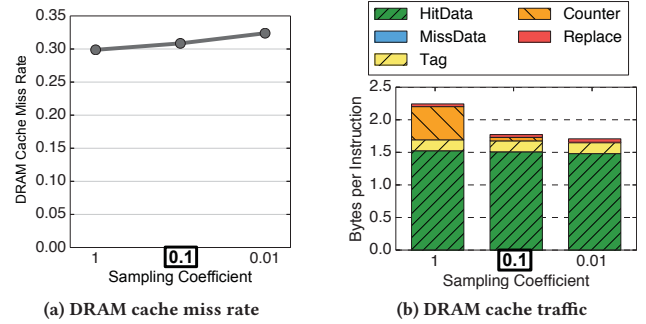 0.35
0.30
0.25
0.20
0.15
0.10
0.05
0.00
DRAM Cache Miss Rate
1
0.1
0.01
Sampling Coefficient
(a) DRAM cache miss rate
HitData
MissData
Tag
Counter
Replace
2.5
2.0
1.5
1.0
0.5
0.0
Bytes per Instruction
1
0.1
0.01
Sampling Coefficient
(b) DRAM cache traffic